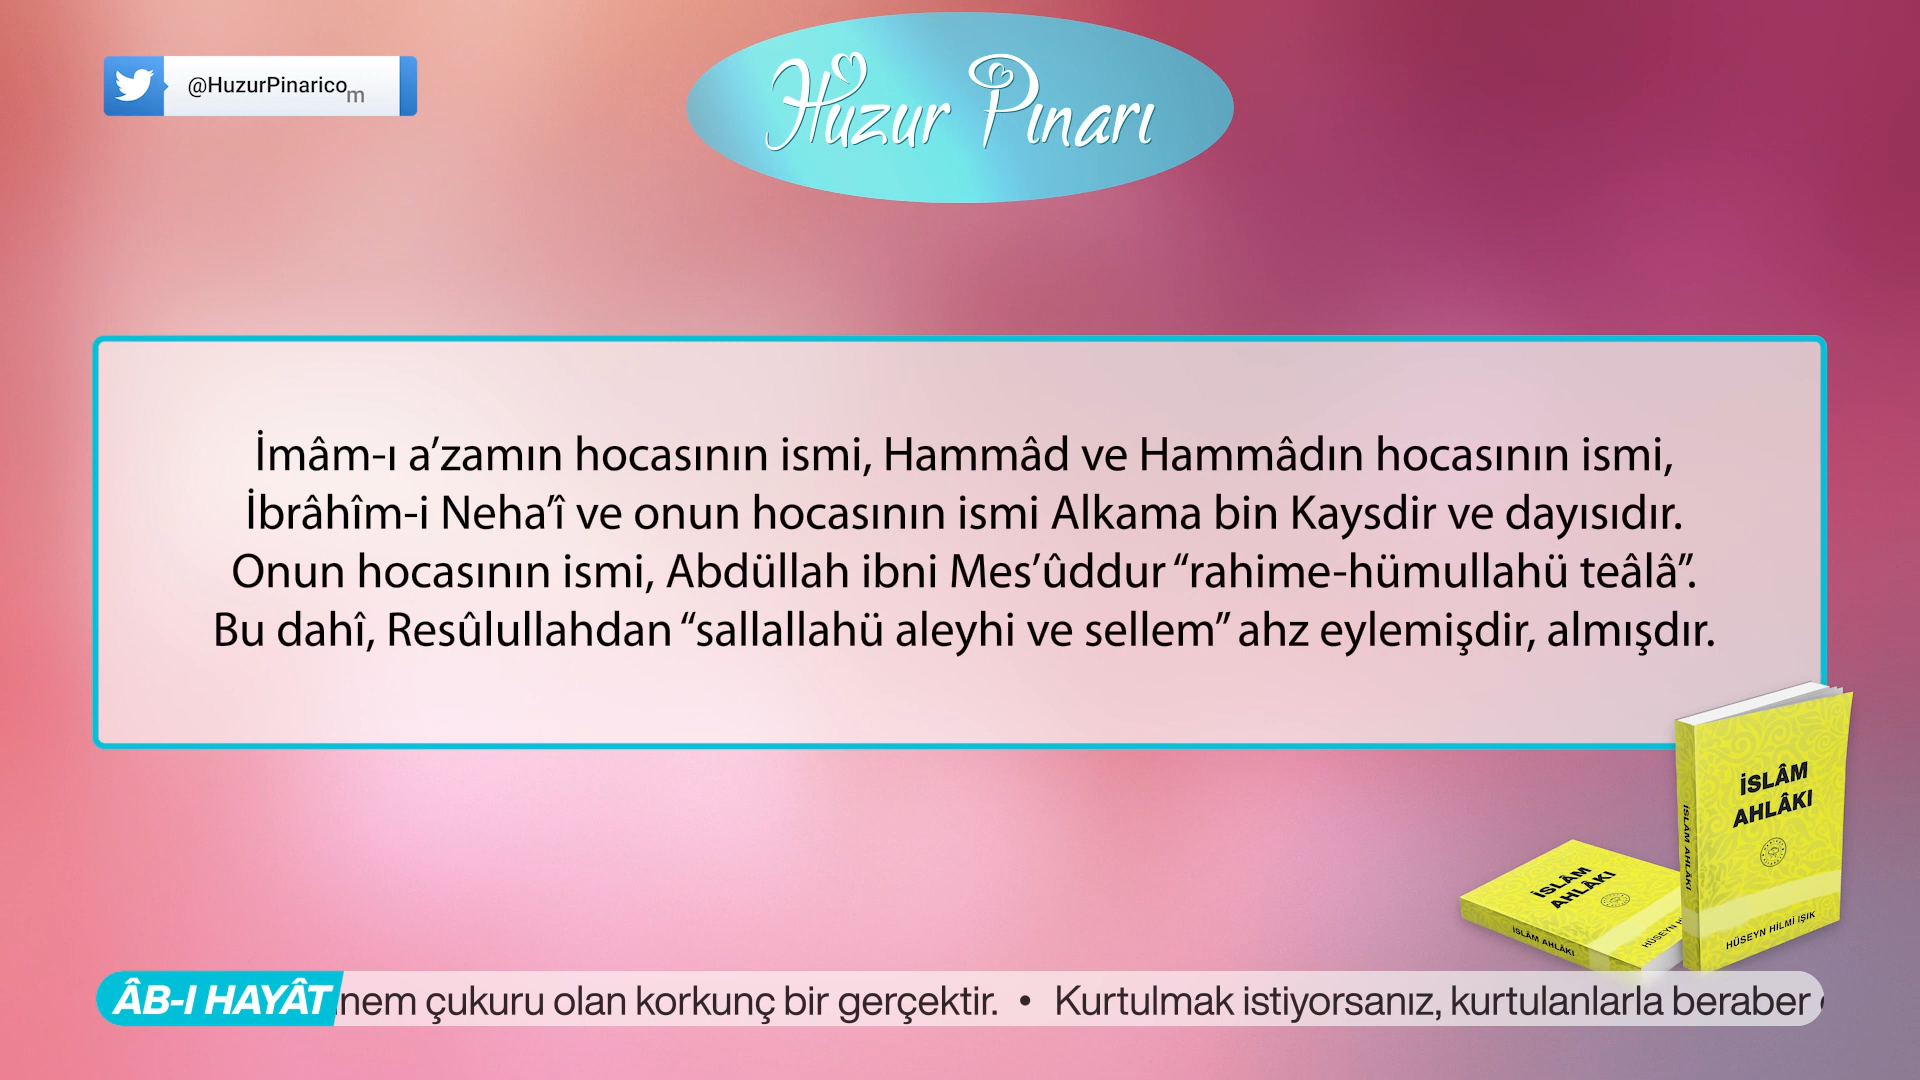 @HuzurPinaricom
Huzur Pınarı
İmâm-ı a’zamın hocasının ismi, Hammâd ve Hammâdın hocasının ismi,
İbrâhîm-i Neha’î ve onun hocasının ismi Alkama bin Kaysdir ve dayısıdır.
Onun hocasının ismi, Abdüllah ibni Mes’ûddur “rahime-hümullahü teâlâ”.
Bu dahî, Resûlullahdan “sallallahü aleyhi ve sellem” ahz eylemişdir, almışdır.
İSLÂM
AHLÂKI
HÜSEYN HİLMİ IŞIK
İSLÂM AHLÂKI
İSLÂM
AHLÂKI
İSLÂM AHLÂKI
HÜSEYN
ÂB-I HAYÂT
nem çukuru olan korkunç bir gerçektir. • Kurtulmak istiyorsanız, kurtulanlarla beraber